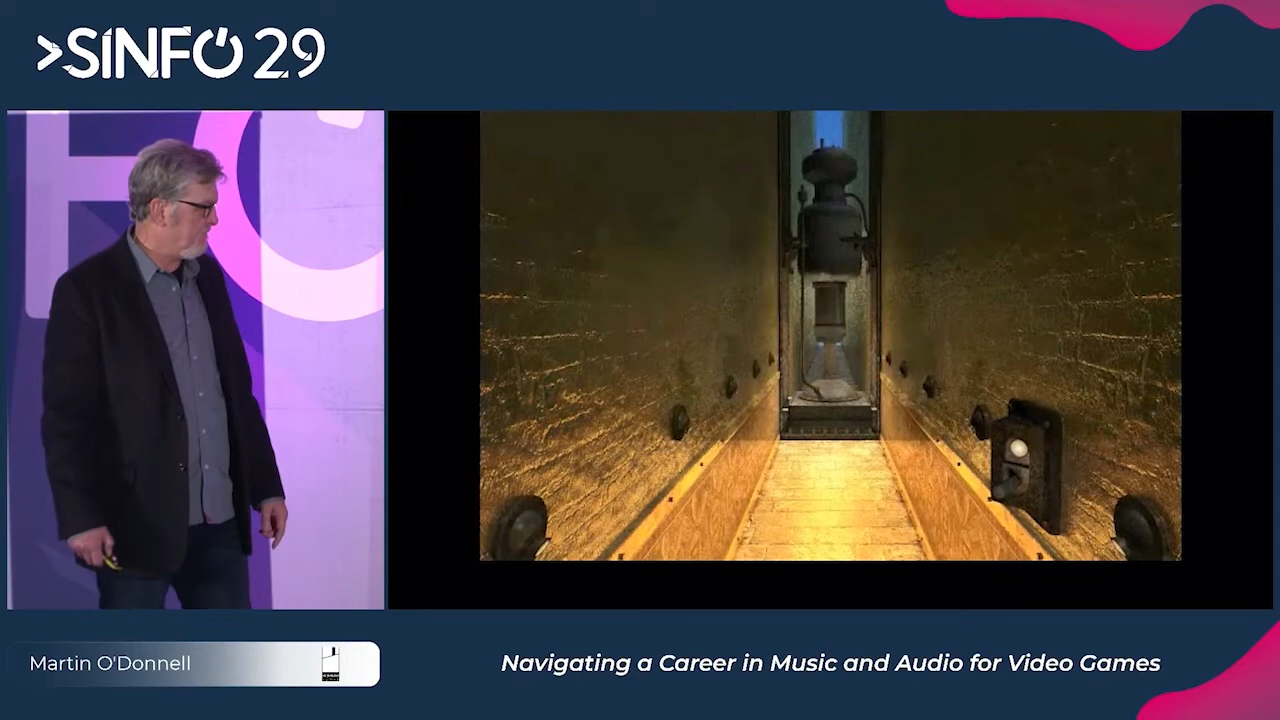 >SINFO 29
Martin O'Donnell
Navigating a Career in Music and Audio for Video Games